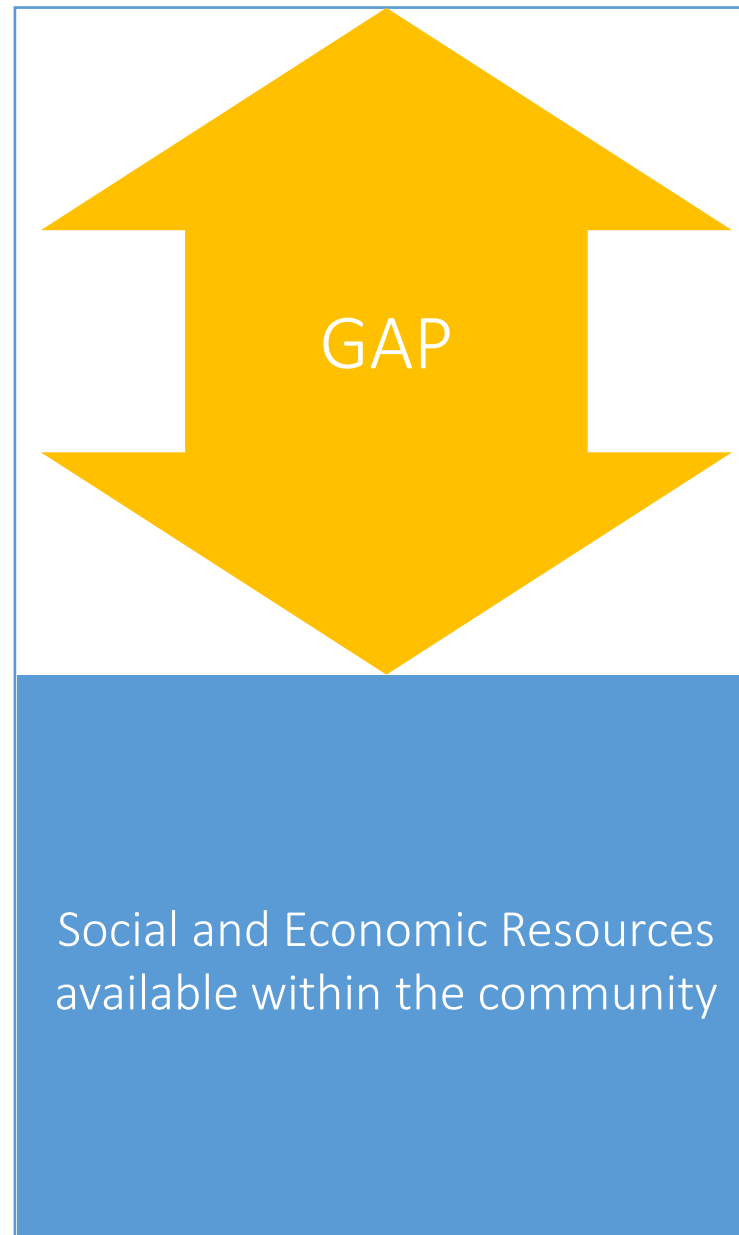 GAP
Social and Economic Resources
available within the community